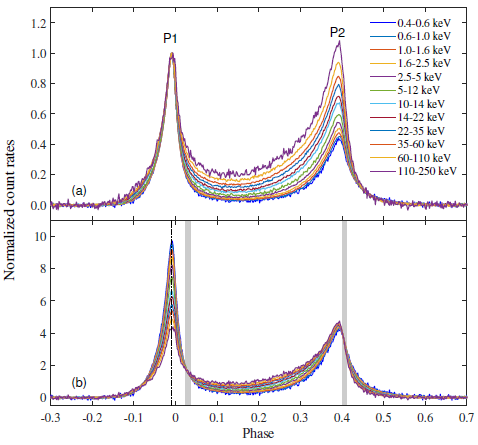 P1
P2
0.4-0.6 keV
0.6-1.0 keV
1.0-1.6 keV
1.6-2.5 keV
2.5-5 keV
5-12 keV
10-14 keV
14-22 keV
22-35 keV
35-60 keV
60-110 keV
110-250 keV
1.2
1.0
0.8
0.6
0.4
0.2
0.0
(a)
Normalized count rates
10
8
6
4
2
0
(b)
-0.3 -0.2 -0.1 0 0.1 0.2 0.3 0.4 0.5 0.6 0.7
Phase